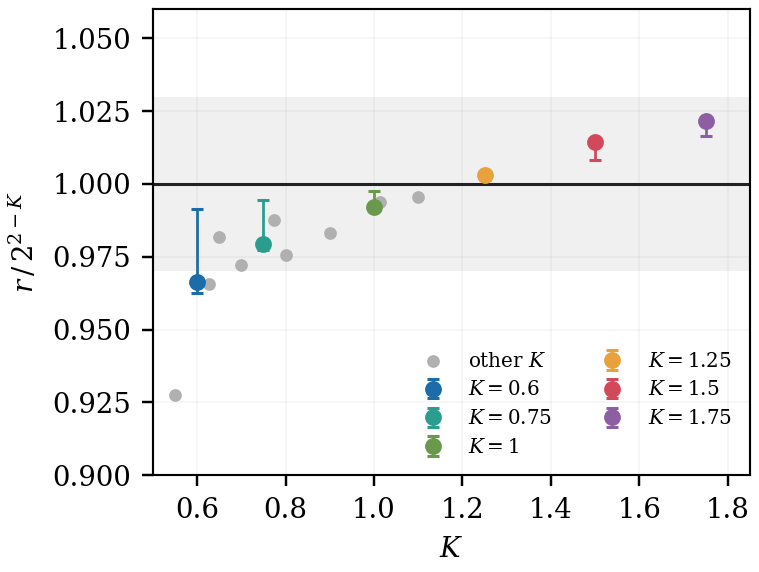 1.050
1.025
1.000
0.975
0.950
0.925
0.900
r / 2^{2−K}
other K
K = 0.6
K = 0.75
K = 1
K = 1.25
K = 1.5
K = 1.75
0.6 0.8 1.0 1.2 1.4 1.6 1.8
K